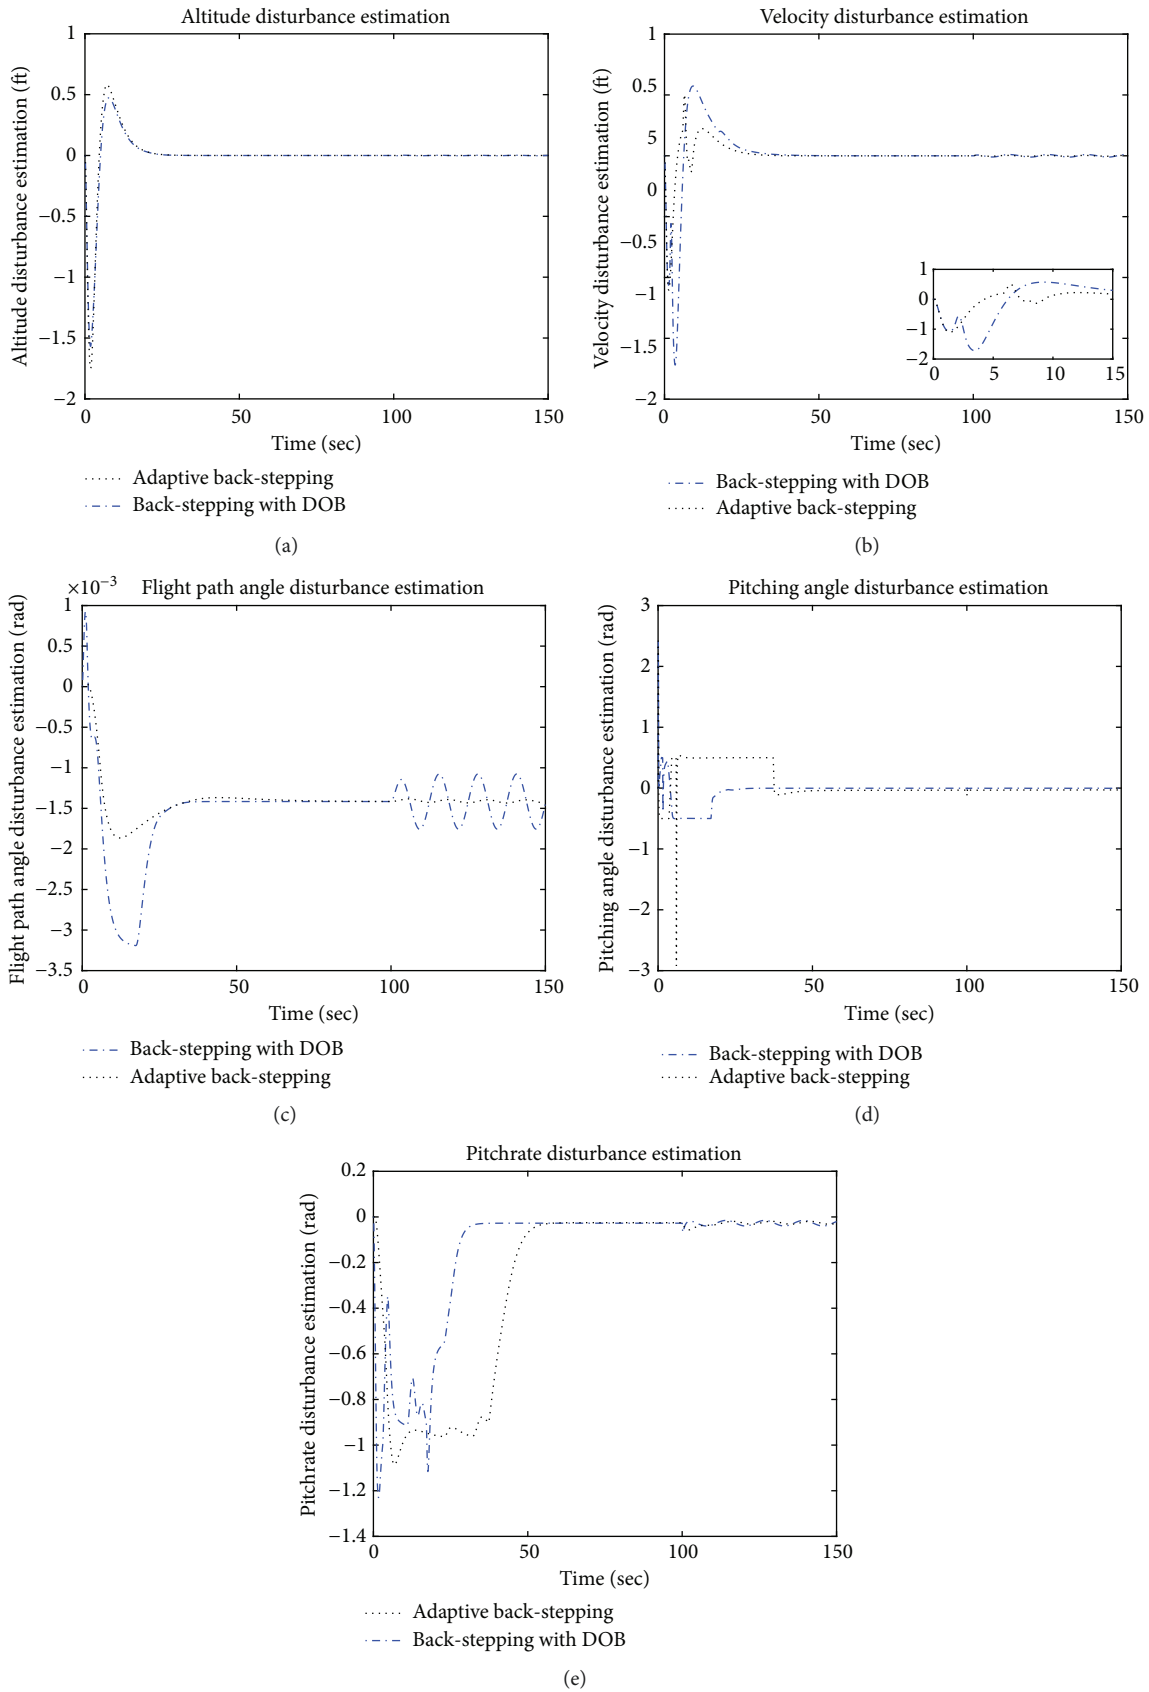 Altitude disturbance estimation
Altitude disturbance estimation (ft)
1
0.5
0
−0.5
−1
−1.5
−2
0 50 100 150
Time (sec)
Adaptive back-stepping
Back-stepping with DOB
(a)
Velocity disturbance estimation
Velocity disturbance estimation (ft)
1
0.5
5
0
−0.5
−1
−1.5
−2
1
0
−1
−2
0 5 10 15
0 50 100 150
Time (sec)
Back-stepping with DOB
Adaptive back-stepping
(b)
×10−3
Flight path angle disturbance estimation
Flight path angle disturbance estimation (rad)
1
0.5
0
−0.5
−1
−1.5
−2
−2.5
−3
−3.5
0 50 100 150
Time (sec)
Back-stepping with DOB
Adaptive back-stepping
(c)
Pitching angle disturbance estimation
Pitching angle disturbance estimation (rad)
3
2
1
0
−1
−2
−3
0 50 100 150
Time (sec)
Back-stepping with DOB
Adaptive back-stepping
(d)
Pitchrate disturbance estimation
Pitchrate disturbance estimation (rad)
0.2
0
−0.2
−0.4
−0.6
−0.8
−1
−1.2
−1.4
0 50 100 150
Time (sec)
Adaptive back-stepping
Back-stepping with DOB
(e)